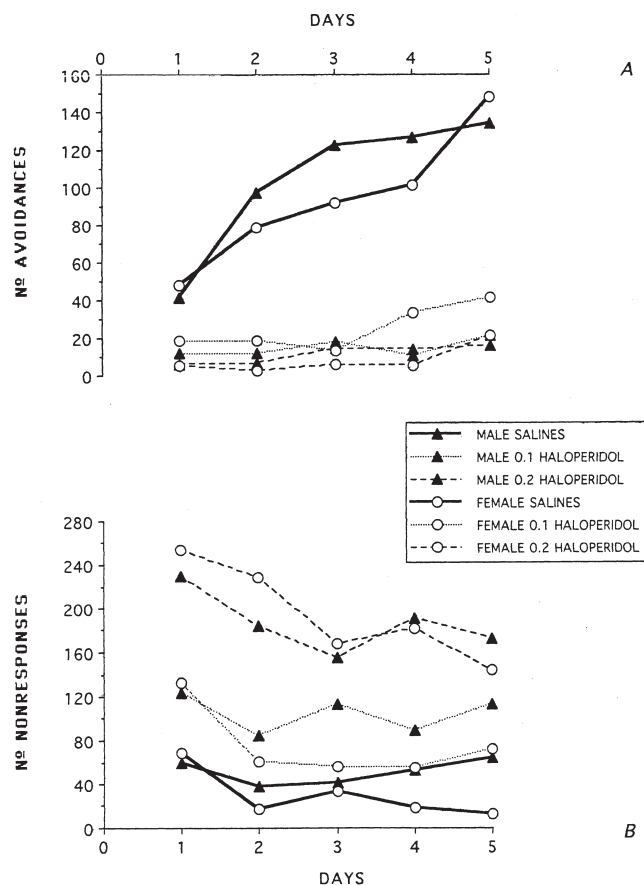 DAYS
0 1 2 3 4 5
A
160
140
120
100
80
60
40
20
0
Nº AVOIDANCES
MALE SALINES
MALE 0.1 HALOPERIDOL
MALE 0.2 HALOPERIDOL
FEMALE SALINES
FEMALE 0.1 HALOPERIDOL
FEMALE 0.2 HALOPERIDOL
280
240
200
160
120
80
40
0
Nº NONRESPONSES
0 1 2 3 4 5
B
DAYS